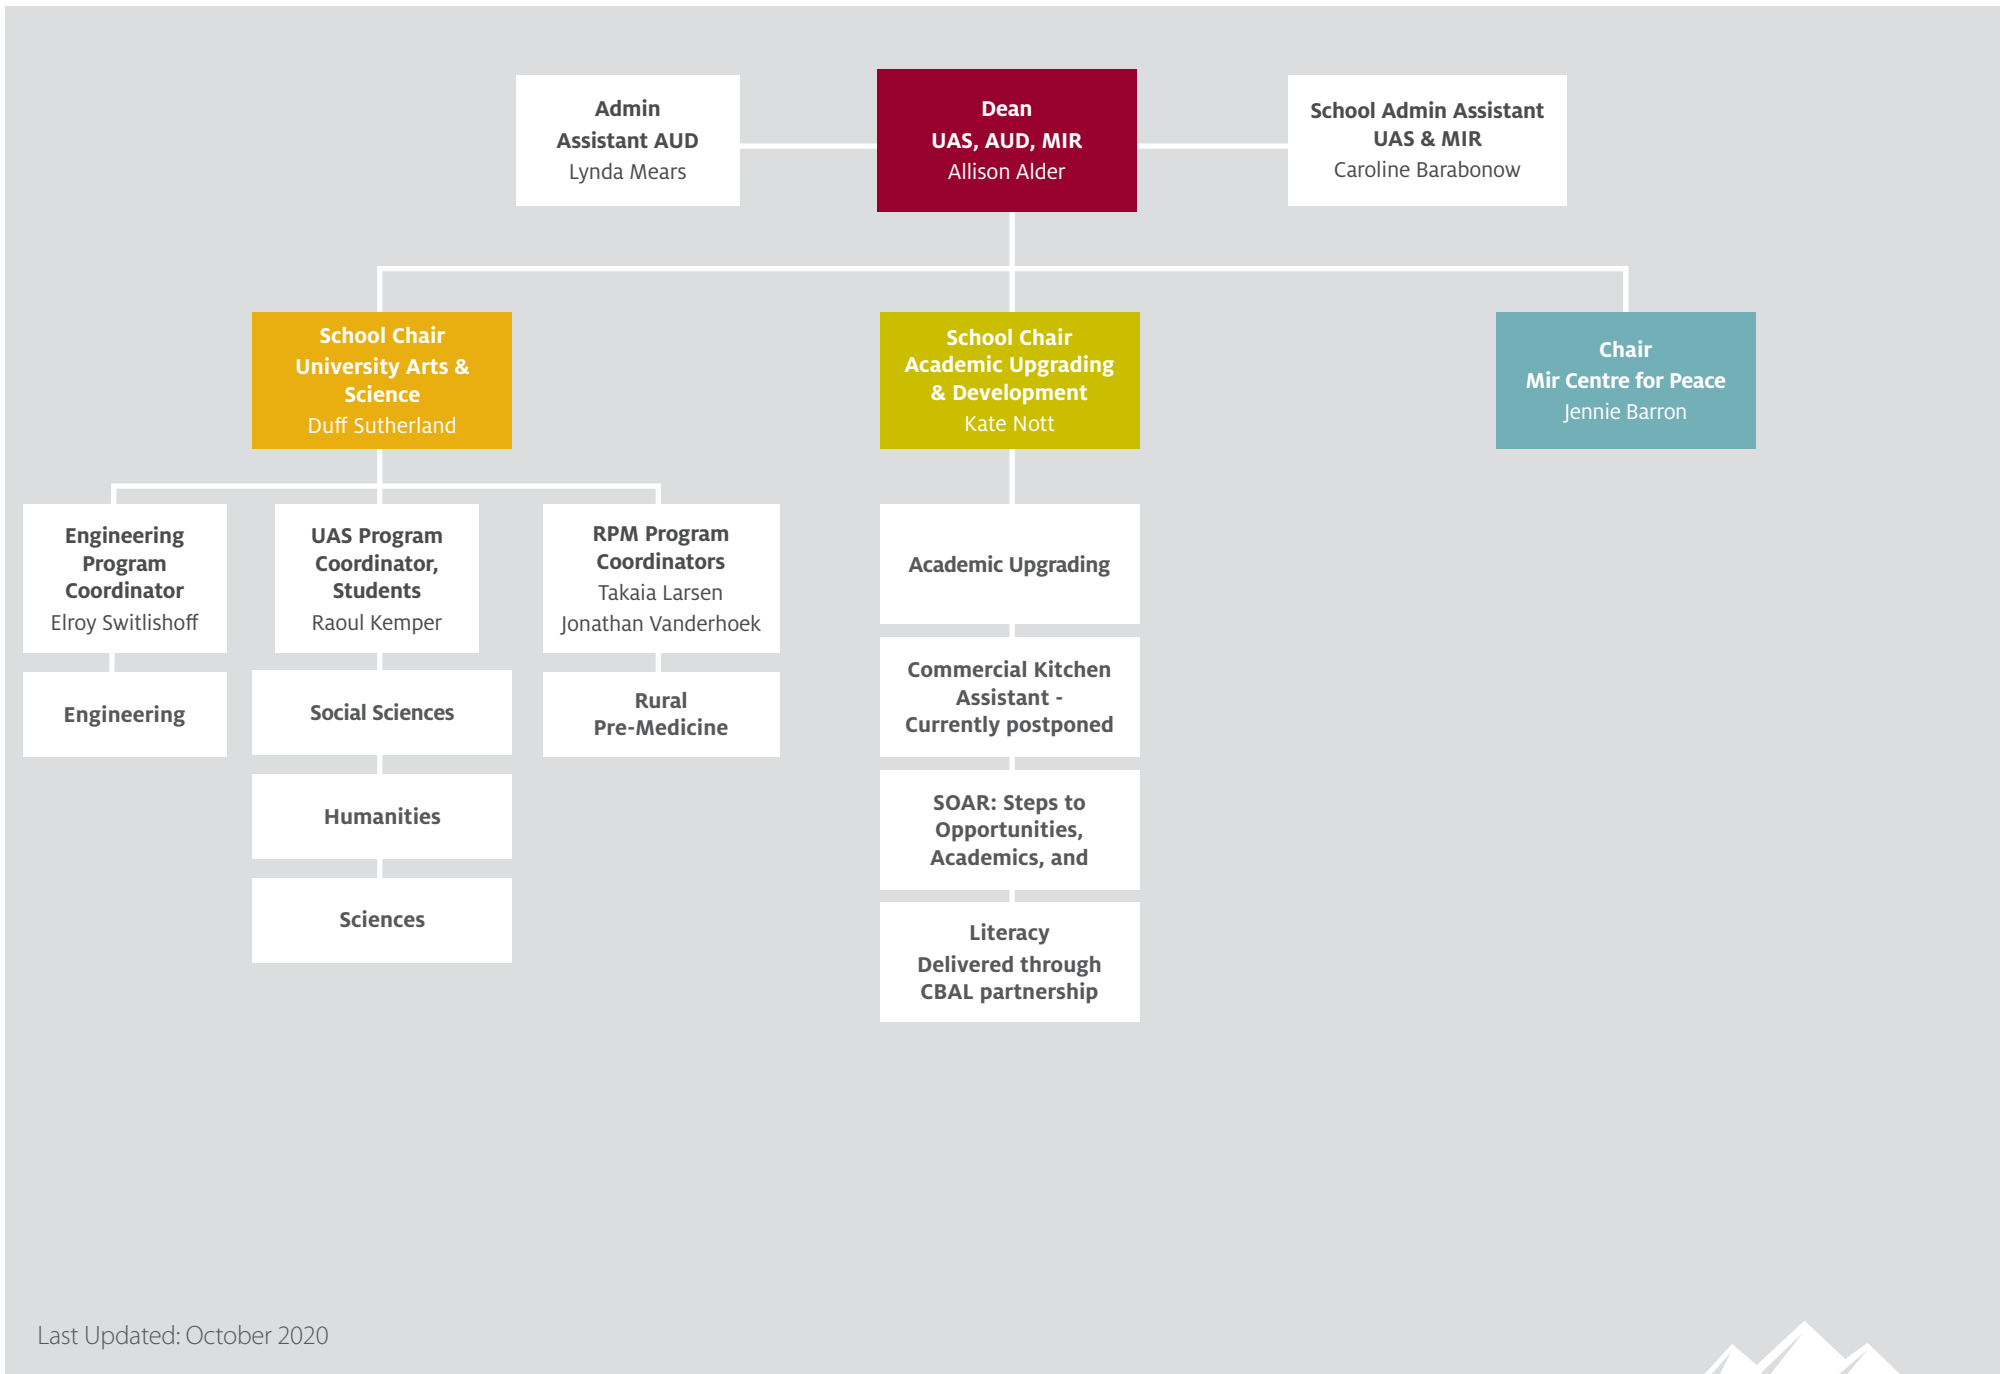 Admin
Assistant AUD
Lynda Mears
Dean
UAS, AUD, MIR
Allison Alder
School Admin Assistant
UAS & MIR
Caroline Barabonow
School Chair
University Arts &
Science
Duff Sutherland
School Chair
Academic Upgrading
& Development
Kate Nott
Chair
Mir Centre for Peace
Jennie Barron
Engineering
Program
Coordinator
Elroy Switlishoff
UAS Program
Coordinator,
Students
Raoul Kemper
RPM Program
Coordinators
Takaia Larsen
Jonathan Vanderhoek
Academic Upgrading
Engineering
Social Sciences
Rural
Pre-Medicine
Commercial Kitchen
Assistant -
Currently postponed
Humanities
SOAR: Steps to
Opportunities,
Academics, and
Sciences
Literacy
Delivered through
CBAL partnership
Last Updated: October 2020